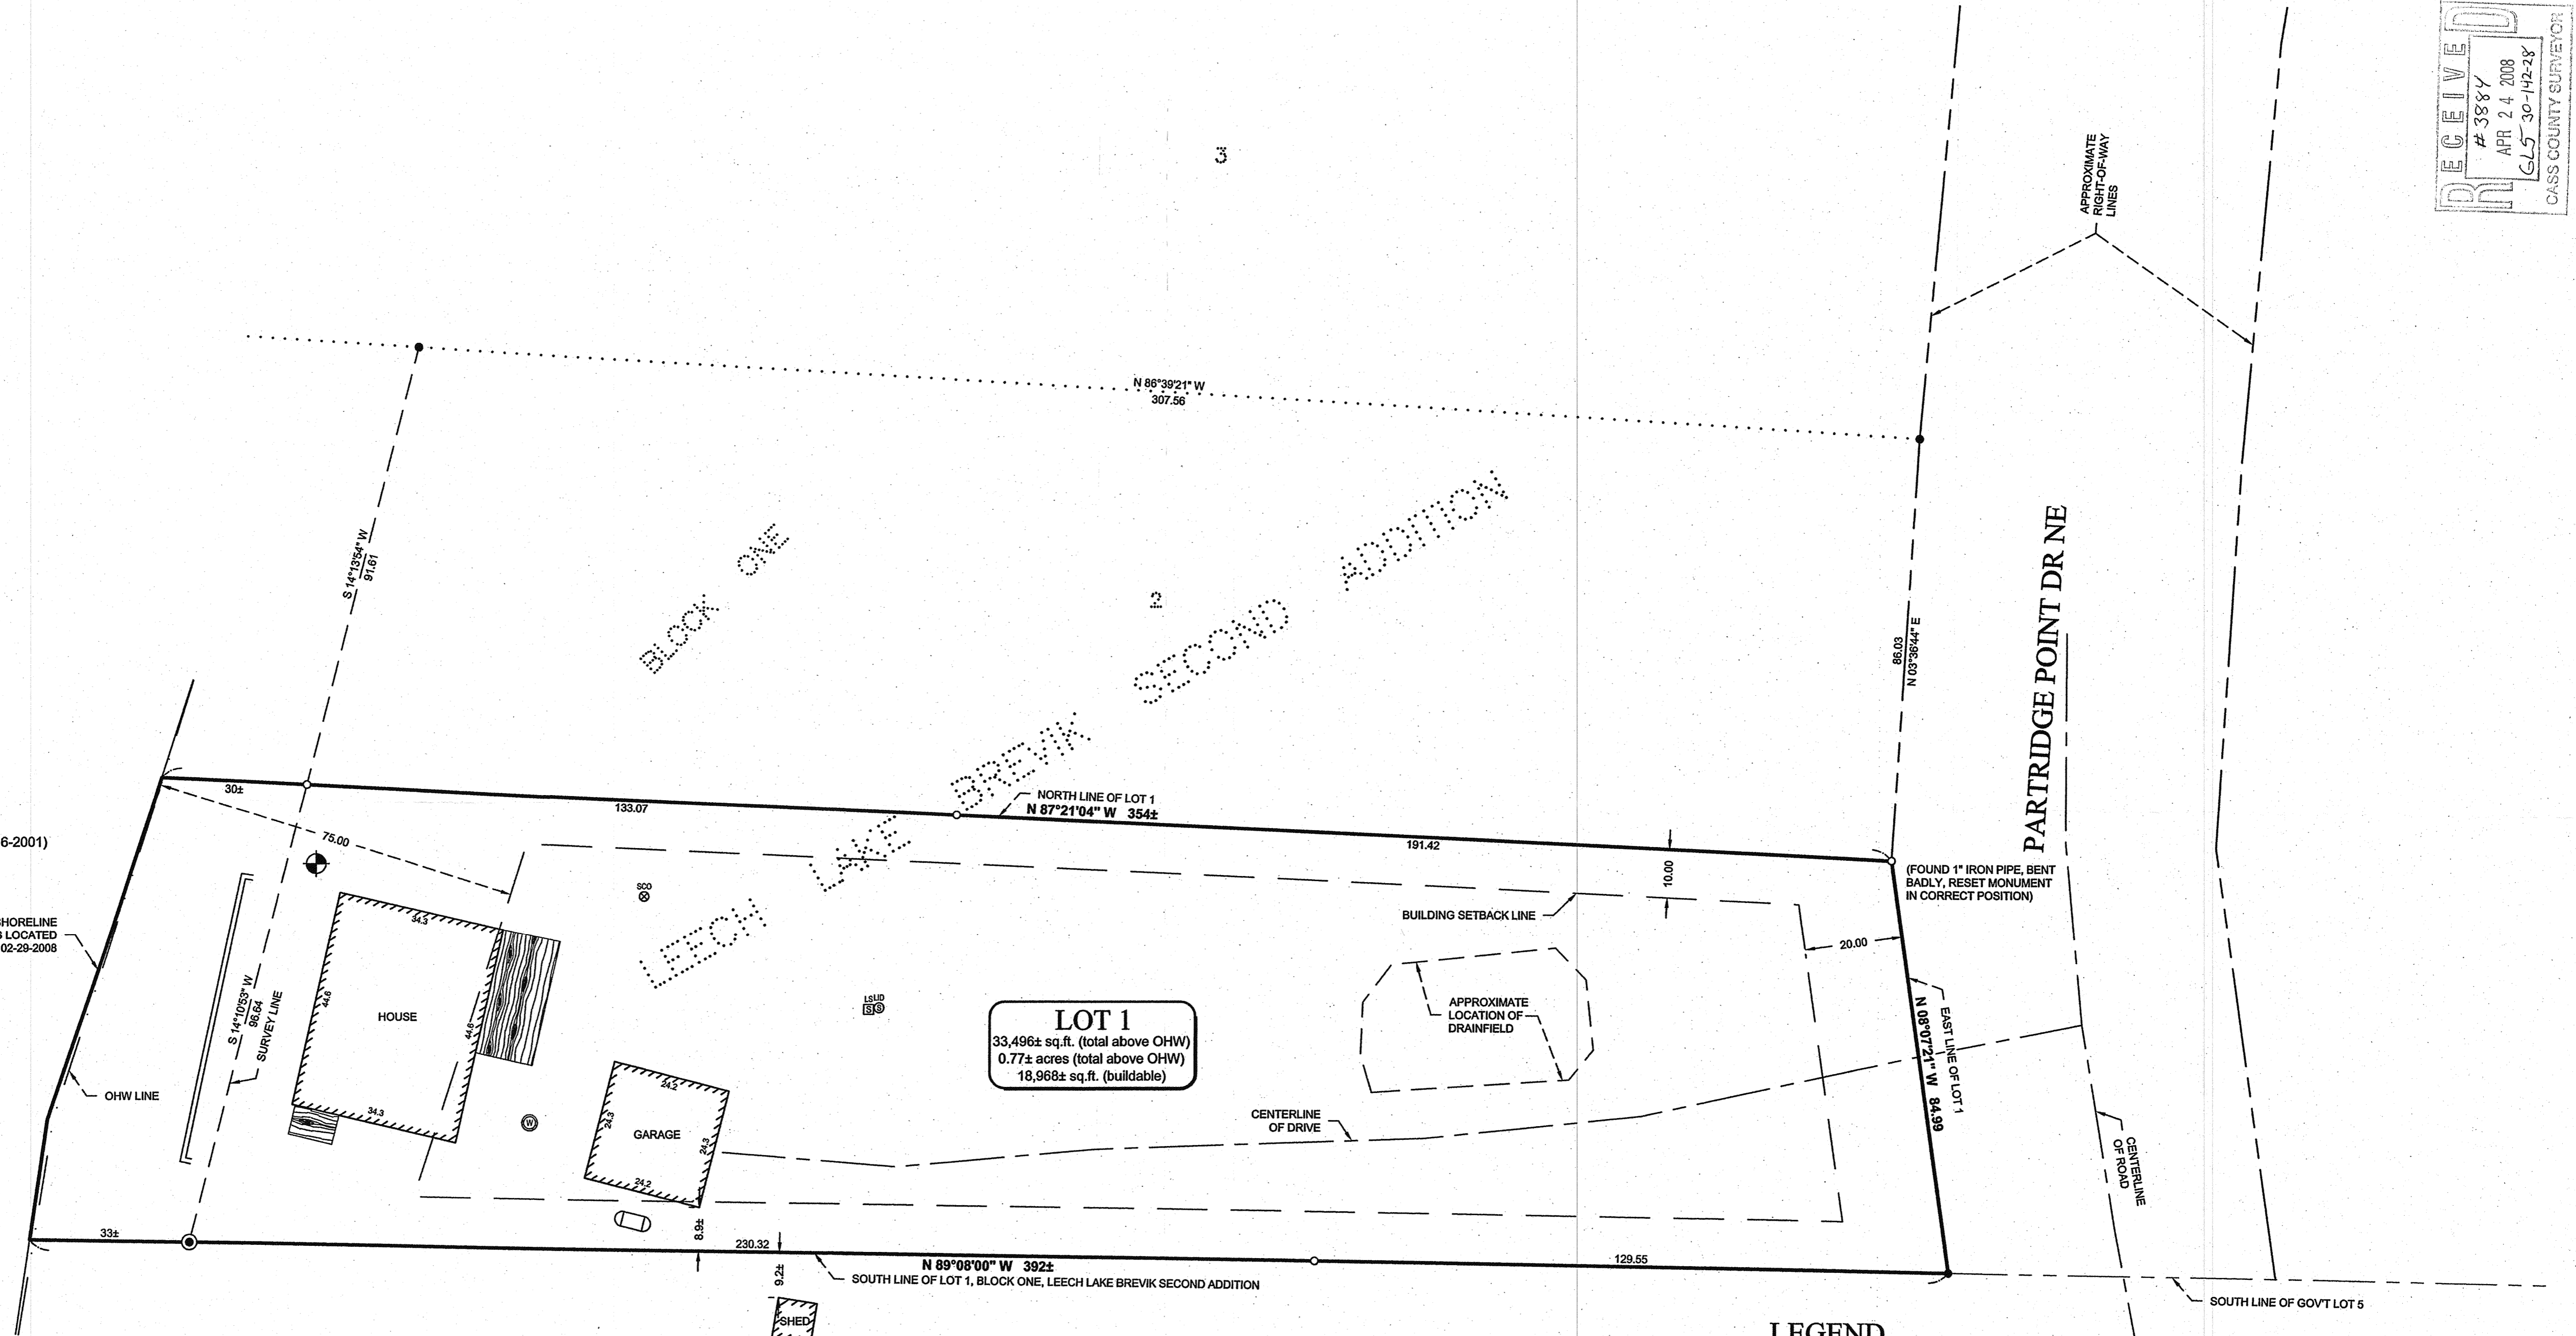 RECEIVED
# 3884
APR 24 2008
GL5 30-142-28
CASS COUNTY SURVEYOR
3
APPROXIMATE
RIGHT-OF-WAY
LINES
N 86°39'21" W
307.56
S 14°13'54" W
91.61
BLOCK ONE
2
LEECH LAKE BREVIK SECOND ADDITION
86.03
N 03°36'44" E
PARTRIDGE POINT DR NE
30±
133.07
NORTH LINE OF LOT 1
N 87°21'04" W 354±
191.42
10.00
(FOUND 1" IRON PIPE, BENT
BADLY, RESET MONUMENT
IN CORRECT POSITION)
6-2001)
75.00
SCO
BUILDING SETBACK LINE
20.00
SHORELINE
LOCATED
02-29-2008
34.3
44.6
HOUSE
44.6
34.3
S 14°10'53" W
96.64
SURVEY LINE
OHW LINE
LS LID
S S
LOT 1
33,496± sq.ft. (total above OHW)
0.77± acres (total above OHW)
18,968± sq.ft. (buildable)
APPROXIMATE
LOCATION OF
DRAINFIELD
EAST LINE OF LOT 1
N 08°07'21" W 84.99
W
24.2
24.3
GARAGE
24.3
24.2
CENTERLINE
OF DRIVE
CENTERLINE
OF ROAD
33±
8.9±
230.32
9.2±
N 89°08'00" W 392±
SOUTH LINE OF LOT 1, BLOCK ONE, LEECH LAKE BREVIK SECOND ADDITION
129.55
SHED
SOUTH LINE OF GOV'T LOT 5
LEGEND